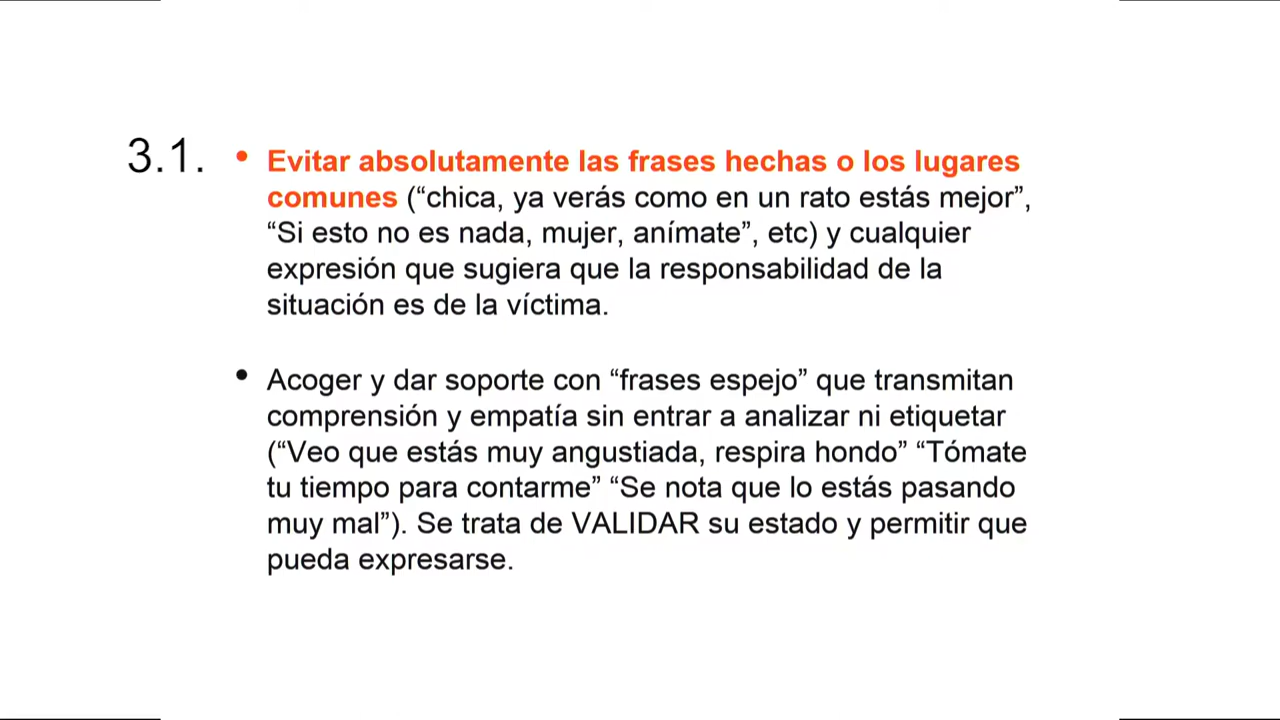 3.1.
• Evitar absolutamente las frases hechas o los lugares
comunes (“chica, ya verás como en un rato estás mejor”,
“Si esto no es nada, mujer, anímate”, etc) y cualquier
expresión que sugiera que la responsabilidad de la
situación es de la víctima.
• Acoger y dar soporte con “frases espejo” que transmitan
comprensión y empatía sin entrar a analizar ni etiquetar
(“Veo que estás muy angustiada, respira hondo” “Tómate
tu tiempo para contarme” “Se nota que lo estás pasando
muy mal”). Se trata de VALIDAR su estado y permitir que
pueda expresarse.